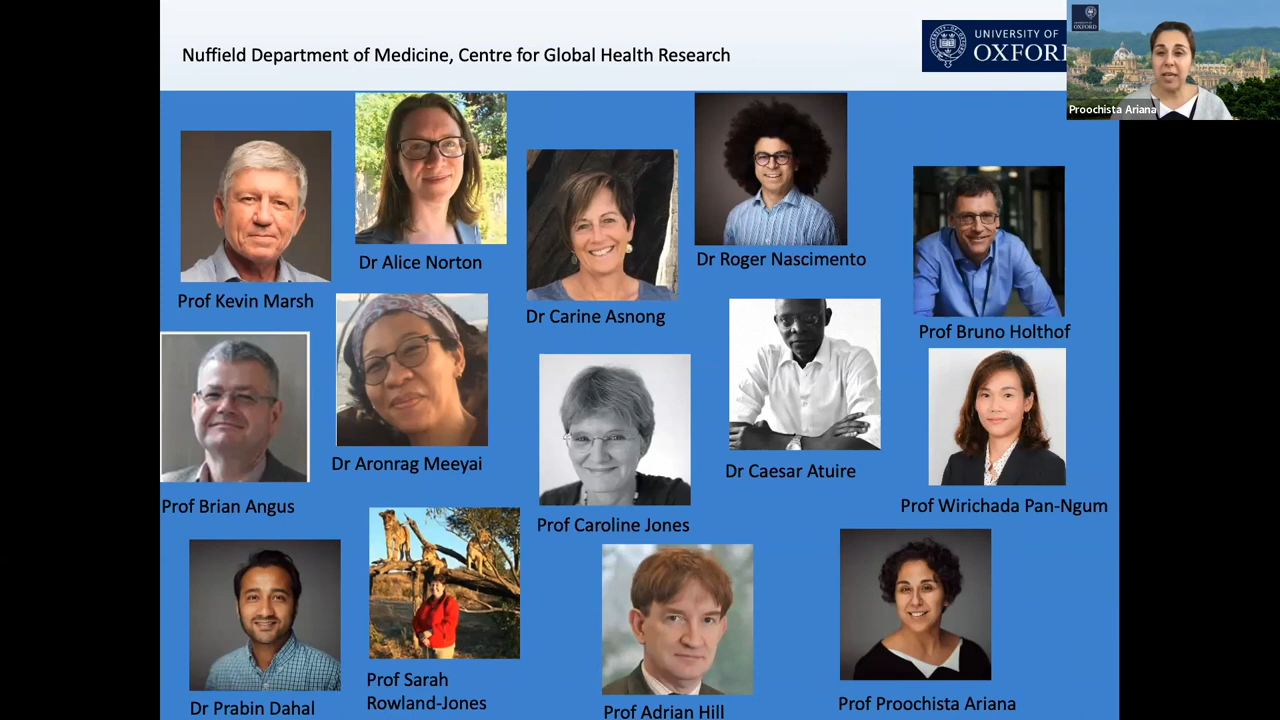 Nuffield Department of Medicine, Centre for Global Health Research
UNIVERSITY OF
OXFORD
UNIVERSITY OF
OXFORD
Proochista Ariana
Prof Kevin Marsh
Dr Alice Norton
Dr Carine Asnong
Dr Roger Nascimento
Prof Bruno Holthof
Prof Brian Angus
Dr Aronrag Meeyai
Prof Caroline Jones
Dr Caesar Atuire
Prof Wirichada Pan-Ngum
Dr Prabin Dahal
Prof Sarah
Rowland-Jones
Prof Adrian Hill
Prof Proochista Ariana